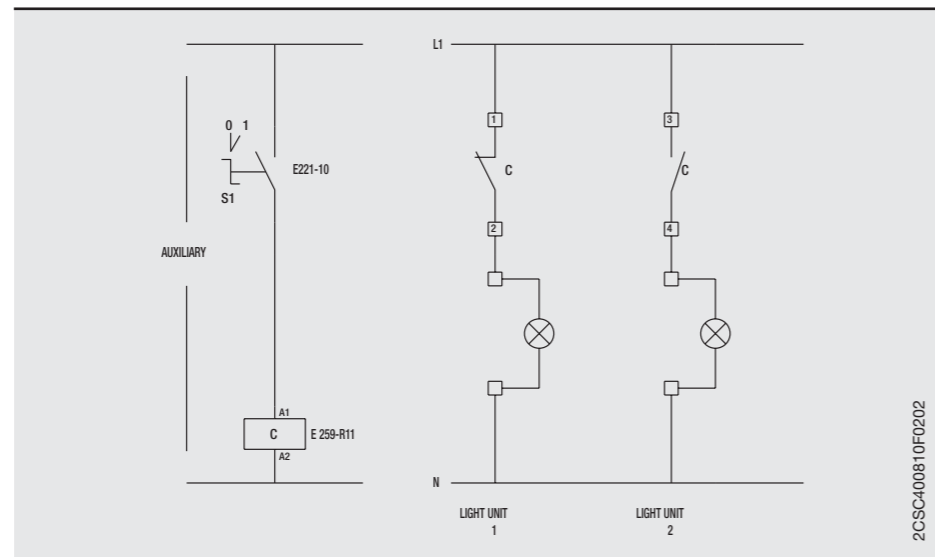 L1
0 1
E221-10
S1
AUXILIARY
A1
C
E 259-R11
A2
1
C
2
3
C
4
N
LIGHT UNIT
1
LIGHT UNIT
2
2CSC400810F0202